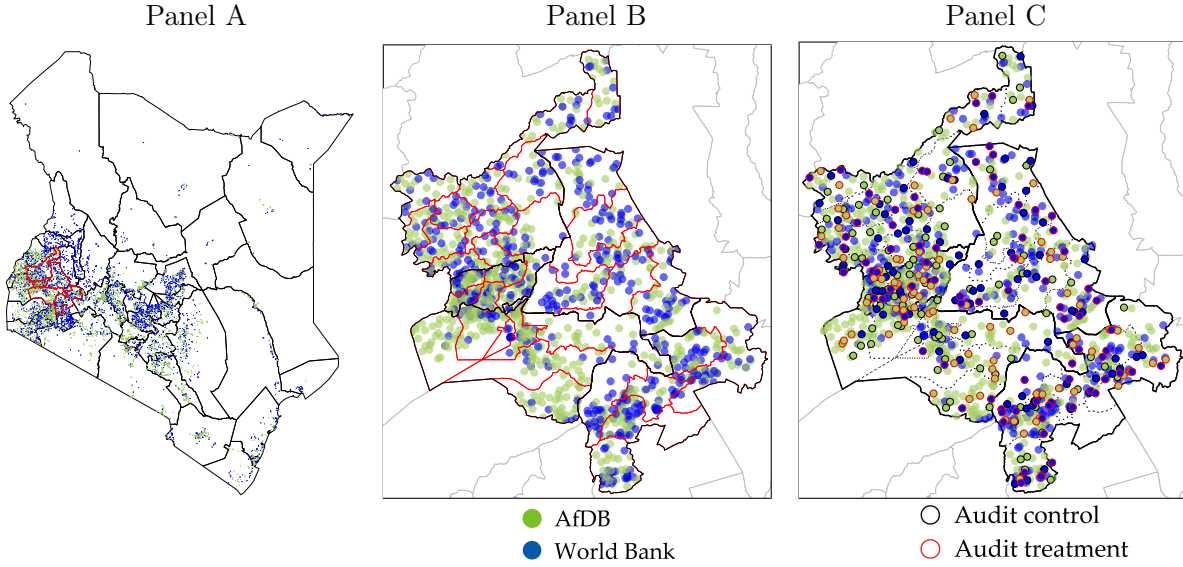 Panel A
Panel B
Panel C
AfDB
World Bank
Audit control
Audit treatment